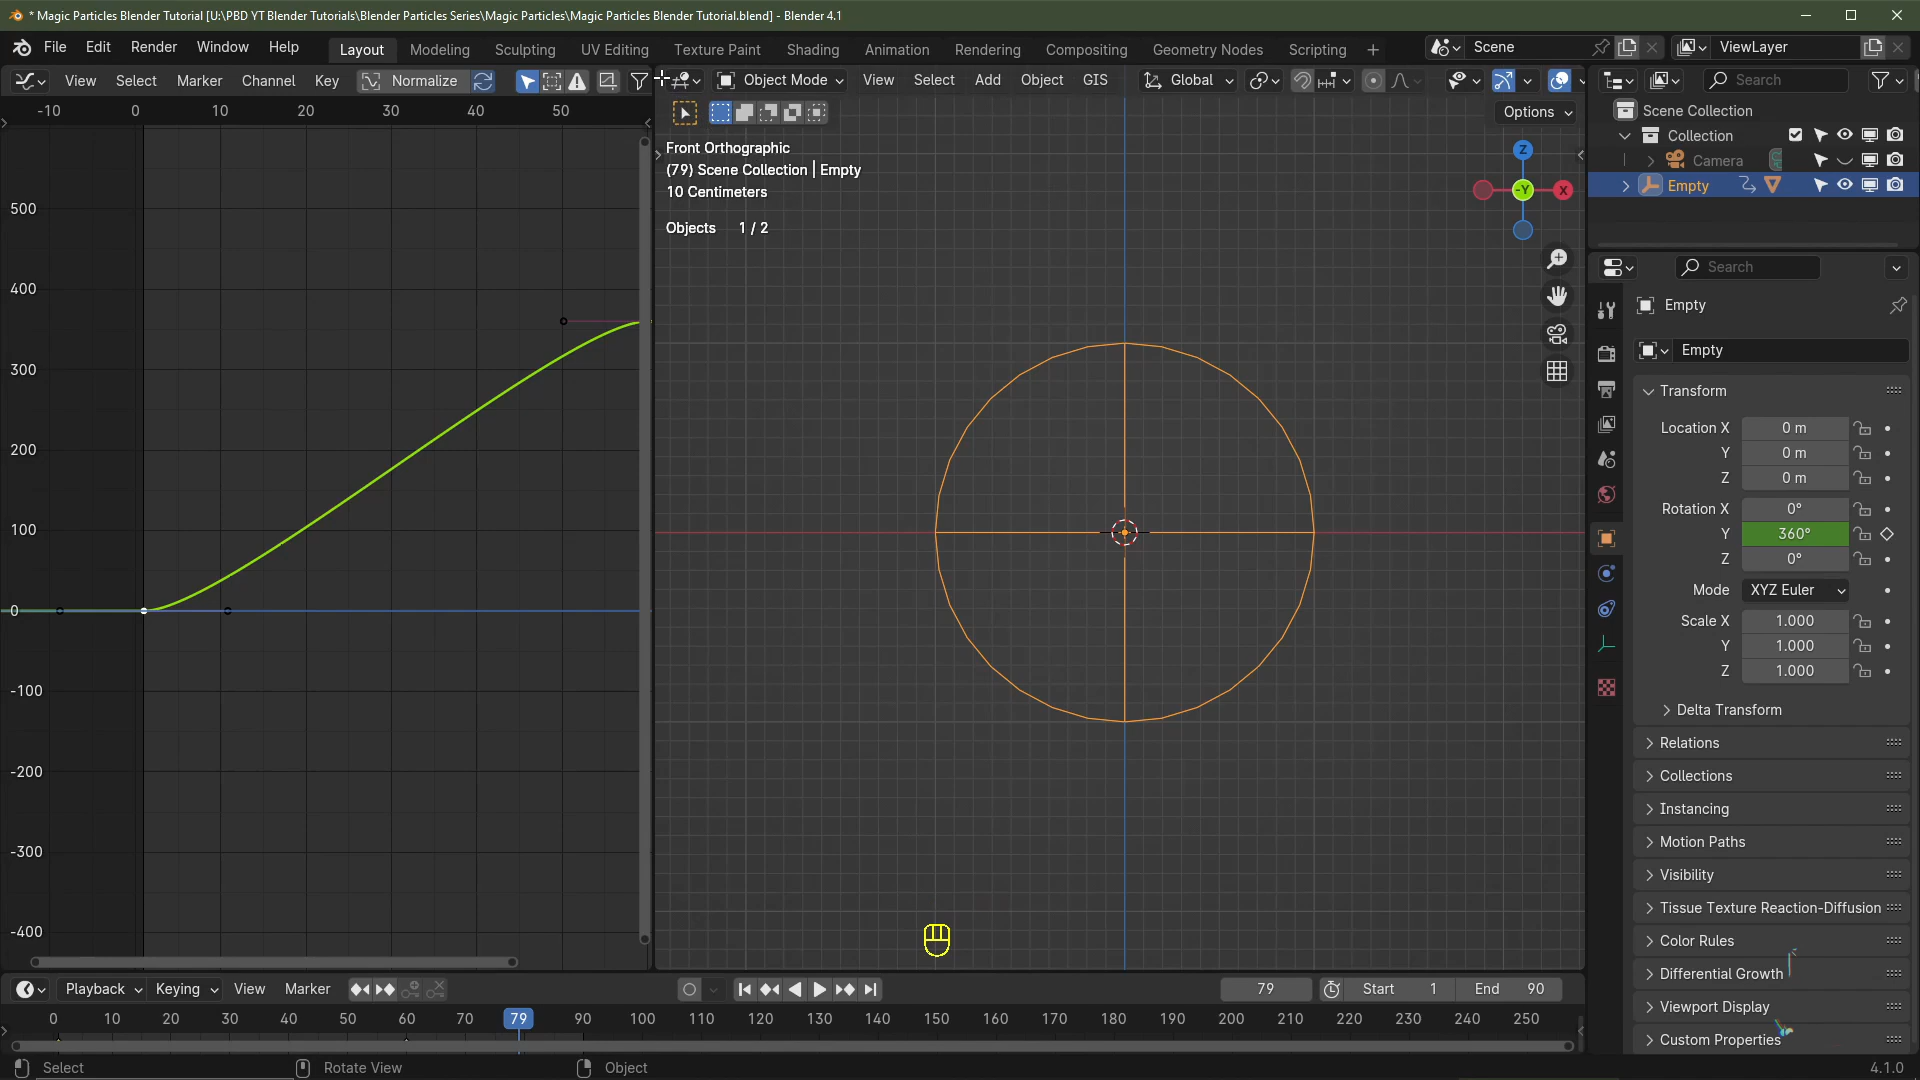 * Magic Particles Blender Tutorial [U:\PBD YT Blender Tutorials\Blender Particles Series\Magic Particles\Magic Particles Blender Tutorial.blend] - Blender 4.1
File Edit Render Window Help Layout Modeling Sculpting UV Editing Texture Paint Shading Animation Rendering Compositing Geometry Nodes Scripting + Scene ViewLayer
View Select Marker Channel Key Normalize Object Mode View Select Add Object GIS Global Search
-10 0 10 20 30 40 50 Options
500
400
300
200
100
0
-100
-200
-300
-400
Front Orthographic
(79) Scene Collection | Empty
10 Centimeters
Objects 1 / 2
Z
-Y
X
Scene Collection
Collection
Camera
Empty
Search
Empty
Empty
Transform
Location X 0 m
Y 0 m
Z 0 m
Rotation X 0°
Y 360°
Z 0°
Mode XYZ Euler
Scale X 1.000
Y 1.000
Z 1.000
Delta Transform
Relations
Collections
Instancing
Motion Paths
Visibility
Tissue Texture Reaction-Diffusion
Color Rules
Differential Growth
Viewport Display
Custom Properties
Playback Keying View Marker 79 Start 1 End 90
0 10 20 30 40 50 60 70 79 90 100 110 120 130 140 150 160 170 180 190 200 210 220 230 240 250
Select Rotate View Object 4.1.0